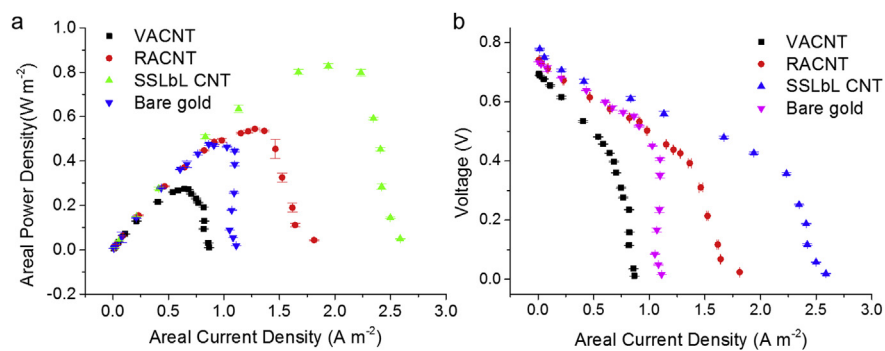 a
1.0
0.8
0.6
0.4
0.2
0.0
-0.2
Areal Power Density(W m-2)
VACNT
RACNT
SSLbL CNT
Bare gold
0.0 0.5 1.0 1.5 2.0 2.5 3.0
Areal Current Density (A m-2)
b
0.8
0.6
0.4
0.2
0.0
Voltage (V)
VACNT
RACNT
SSLbL CNT
Bare gold
0.0 0.5 1.0 1.5 2.0 2.5 3.0
Areal Current Density (A m-2)